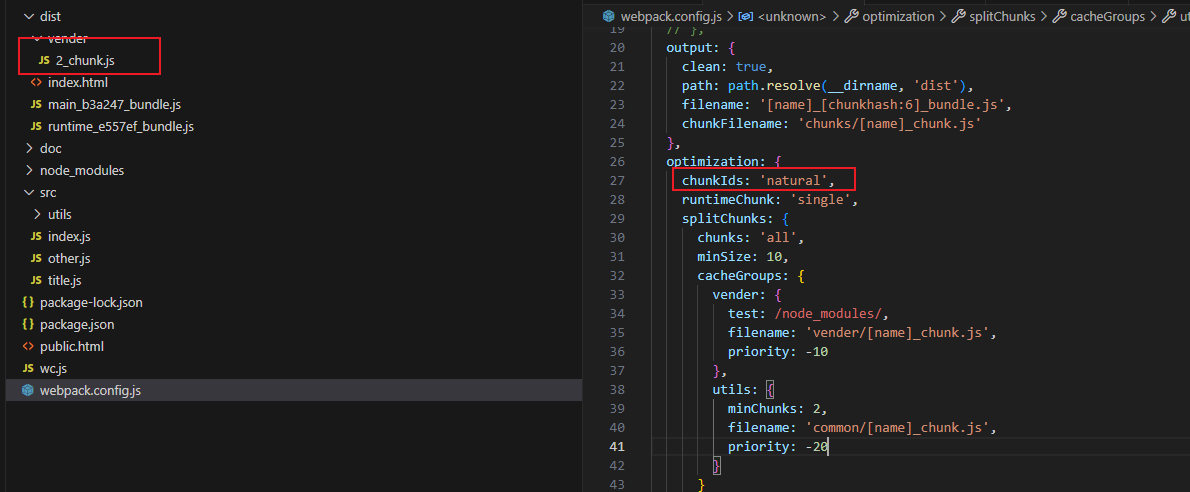 dist
vender
JS 2_chunk.js
<> index.html
JS main_b3a247_bundle.js
JS runtime_e557ef_bundle.js
doc
node_modules
src
utils
JS index.js
JS other.js
JS title.js
{} package-lock.json
{} package.json
<> public.html
JS wc.js
webpack.config.js
webpack.config.js > <unknown> > optimization > splitChunks > cacheGroups >
19 // },
20 output: {
21 clean: true,
22 path: path.resolve(__dirname, 'dist'),
23 filename: '[name]_[chunkhash:6]_bundle.js',
24 chunkFilename: 'chunks/[name]_chunk.js'
25 },
26 optimization: {
27 chunkIds: 'natural',
28 runtimeChunk: 'single',
29 splitChunks: {
30 chunks: 'all',
31 minSize: 10,
32 cacheGroups: {
33 vender: {
34 test: /node_modules/,
35 filename: 'vender/[name]_chunk.js',
36 priority: -10
37 },
38 utils: {
39 minChunks: 2,
40 filename: 'common/[name]_chunk.js',
41 priority: -20
42 }
43 }